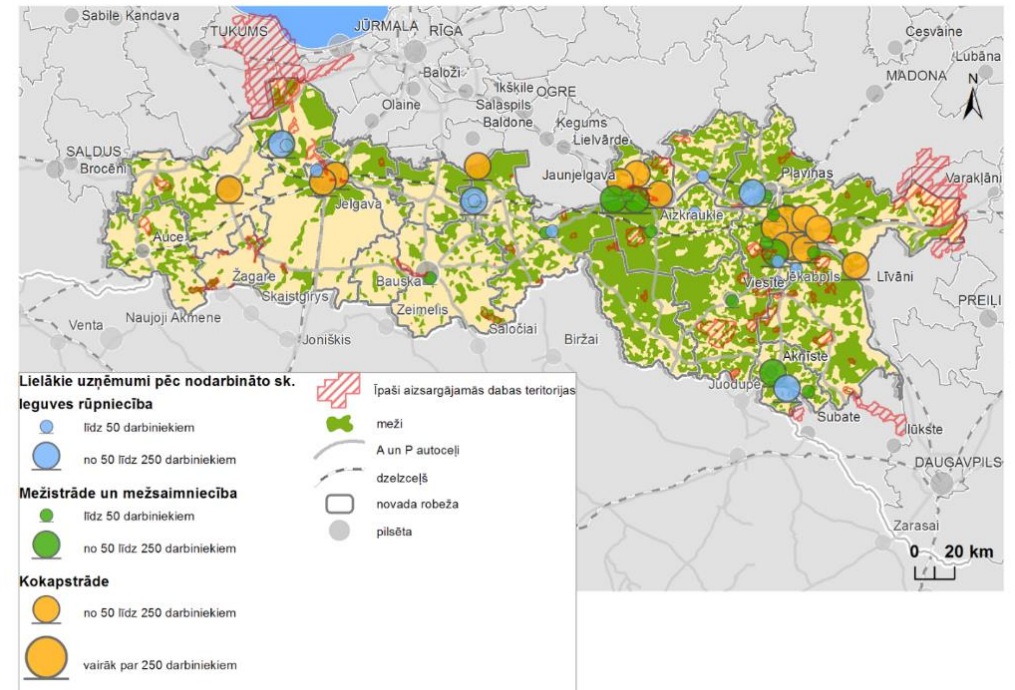 Sabile Kandava
TUKUMS
JŪRMALA
RĪGA
Cesvaine
Lubāna
MADONA
N
Baloži
Ikšķile
OGRE
Olaine
Salaspils
Baldone
Ķegums
Lielvārde
SALDUS
Brocēni
Jaunjelgava
Pļaviņas
Varakļāni
Jelgava
Aizkraukle
Auce
Žagare
Bauska
Viesīte
Jēkabpils
Līvāni
Skaistgirys
Zeimelis
PREIĻI
Venta
Naujoji Akmene
Joniškis
Saločiai
Biržai
Aknīste
Juodupe
Subate
Ilūkste
DAUGAVPILS
Zarasai
0 20 km
Lielākie uzņēmumi pēc nodarbināto sk.
Ieguves rūpniecība
līdz 50 darbiniekiem
no 50 līdz 250 darbiniekiem
Mežistrāde un mežsaimniecība
līdz 50 darbiniekiem
no 50 līdz 250 darbiniekiem
Kokapstrāde
no 50 līdz 250 darbiniekiem
vairāk par 250 darbiniekiem
Īpaši aizsargājamās dabas teritorijas
meži
A un P autoceļi
dzelzceļš
novada robeža
pilsēta